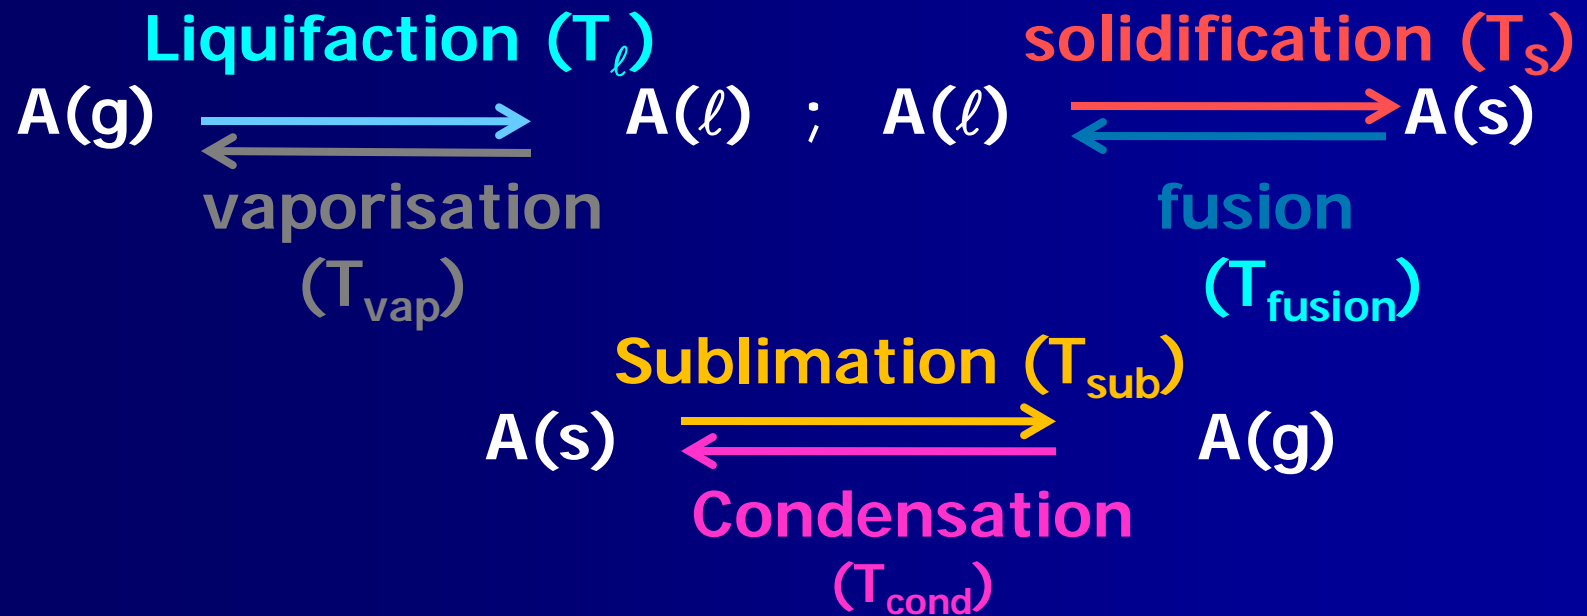 Liquifaction (Tℓ) solidification (TS)
A(g) A(ℓ) ; A(ℓ) A(s)
vaporisation fusion
(Tvap) (Tfusion)
Sublimation (Tsub)
A(s) A(g)
Condensation
(Tcond)